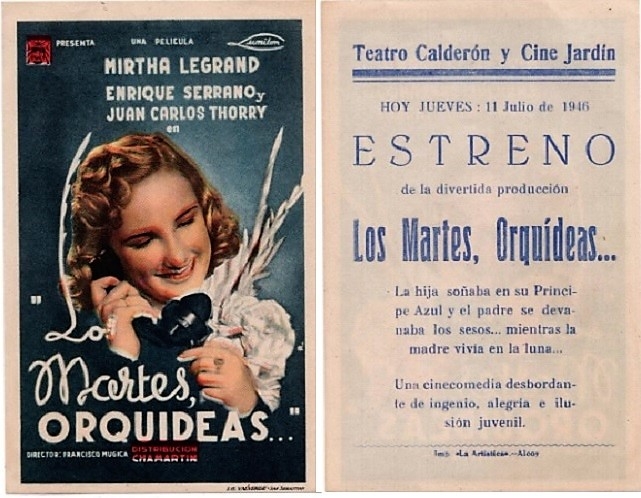 PRESENTA UNA PELICULA Lumiton
MIRTHA LEGRAND
ENRIQUE SERRANO y
JUAN CARLOS THORRY
en
"Los
Martes,
ORQUIDEAS..."
DIRECTOR: FRANCISCO MUGICA DISTRIBUCION
CHAMARTIN
Teatro Calderón y Cine Jardín
HOY JUEVES: 11 Julio de 1946
ESTRENO
de la divertida producción
Los Martes, Orquídeas...
La hija soñaba en su Prínci-
pe Azul y el padre se deva-
naba los sesos... mientras la
madre vivía en la luna...
Una cinecomedia desbordan-
te de ingenio, alegría e ilu-
sión juvenil.
Imp. «La Artística».-Alcoy